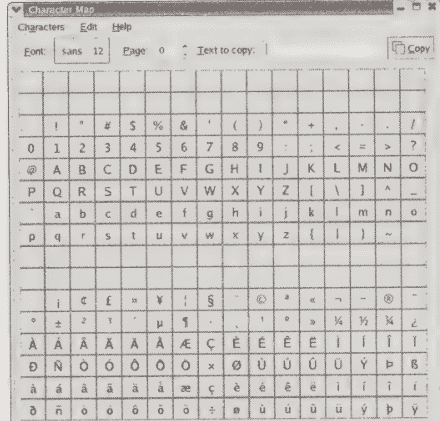 Character Map
Characters Edit Help
Font: sans 12 Page: 0 Text to copy: Copy
! " # $ % & ' ( ) * + , - . /
0 1 2 3 4 5 6 7 8 9 : ; < = > ?
@ A B C D E F G H I J K L M N O
P Q R S T U V W X Y Z [ \ ] ^ _
` a b c d e f g h i j k l m n o
p q r s t u v w x y z { | } ~
¡ ¢ £ ¤ ¥ ¦ § ¨ © ª « ¬ - ® ¯
° ± ² ³ ´ µ ¶ · ¸ ¹ º » ¼ ½ ¾ ¿
À Á Â Ã Ä Å Æ Ç È É Ê Ë Ì Í Î Ï
Ð Ñ Ò Ó Ô Õ Ö × Ø Ù Ú Û Ü Ý Þ ß
à á â ã ä å æ ç è é ê ë ì í î ï
ð ñ ò ó ô õ ö ÷ ø ù ú û ü ý þ ÿ